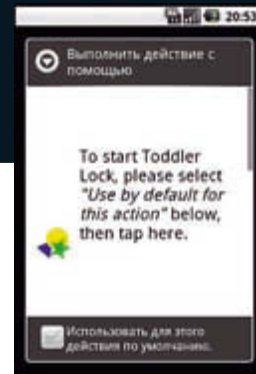 20:53
Выполнить действие с
помощью
To start Toddler
Lock, please select
"Use by default for
this action" below,
then tap here.
Использовать для этого
действия по умолчанию.